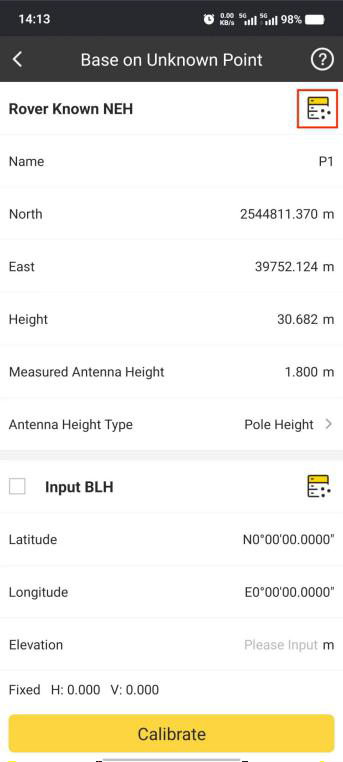 14:13 0.00 KB/s 5G 5G 98%
Base on Unknown Point ?
Rover Known NEH
Name P1
North 2544811.370 m
East 39752.124 m
Height 30.682 m
Measured Antenna Height 1.800 m
Antenna Height Type Pole Height
Input BLH
Latitude N0°00'00.0000"
Longitude E0°00'00.0000"
Elevation Please Input m
Fixed H: 0.000 V: 0.000
Calibrate